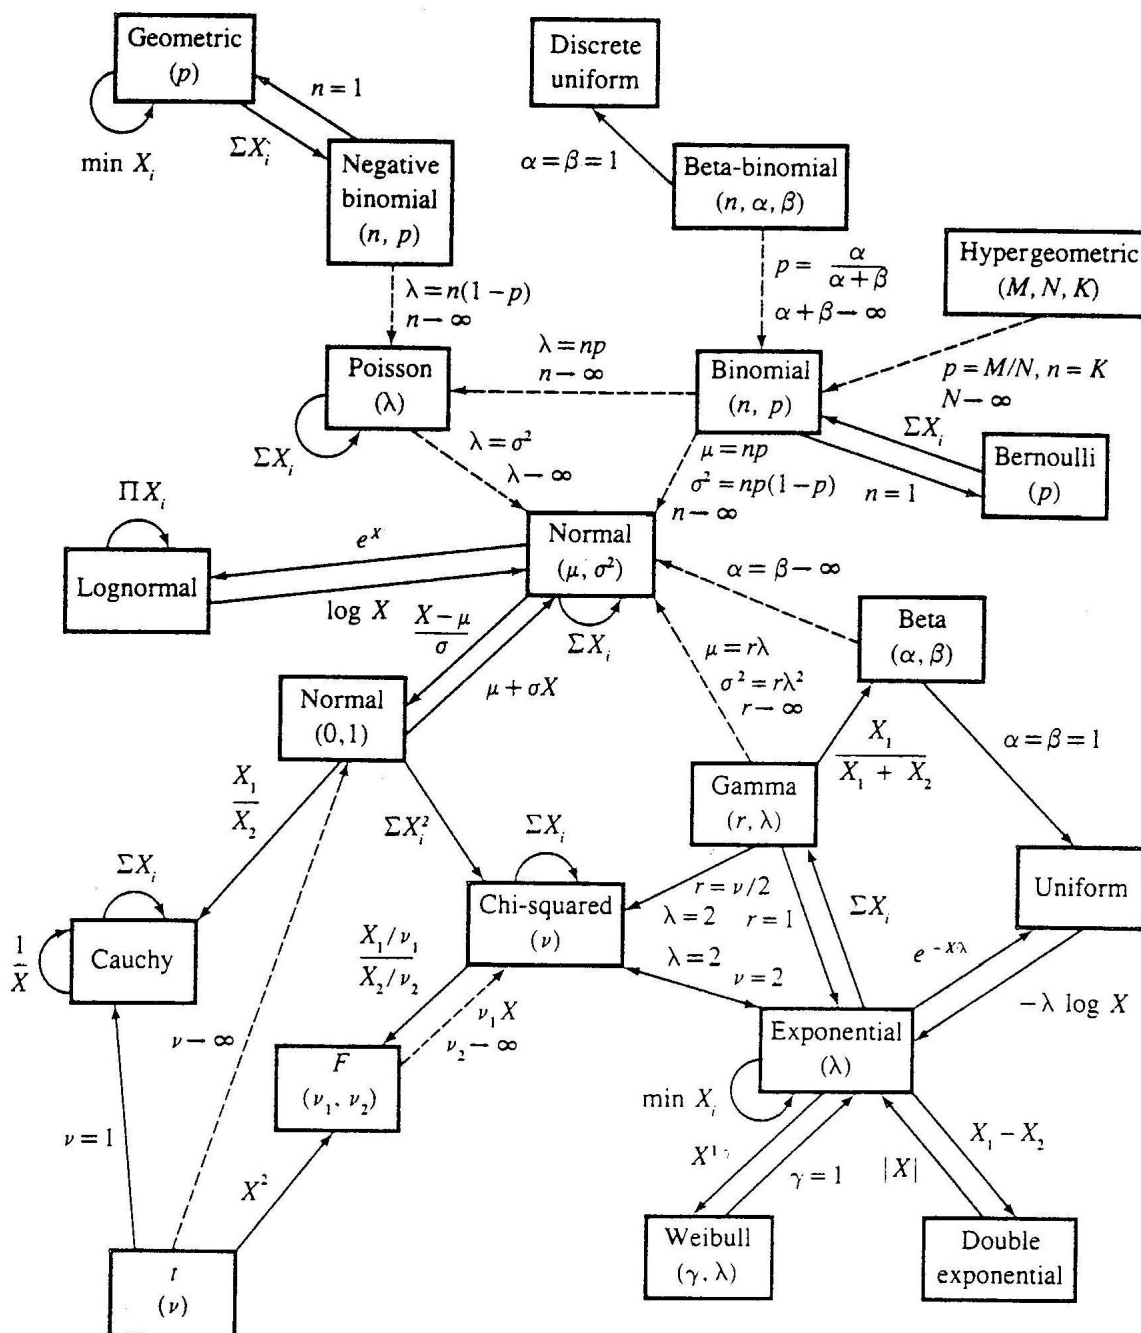 Geometric
(p)
n = 1
min X_i
ΣX_i
Negative
binomial
(n, p)
Discrete
uniform
α = β = 1
Beta-binomial
(n, α, β)
p = α / (α + β)
α + β → ∞
Hypergeometric
(M, N, K)
λ = n(1 − p)
n → ∞
λ = np
n → ∞
Poisson
(λ)
Binomial
(n, p)
p = M/N, n = K
N → ∞
ΣX_i
ΣX_i
Bernoulli
(p)
n = 1
λ = σ²
λ → ∞
μ = np
σ² = np(1 − p)
n → ∞
ΠX_i
Lognormal
e^X
log X
Normal
(μ, σ²)
ΣX_i
α = β → ∞
Beta
(α, β)
(X − μ) / σ
μ + σX
μ = rλ
σ² = rλ²
r → ∞
Normal
(0,1)
X_1 / (X_1 + X_2)
α = β = 1
Gamma
(r, λ)
X_1 / X_2
ΣX_i²
ΣX_i
ΣX_i
Cauchy
1 / X
Chi-squared
(ν)
r = ν/2
λ = 2
r = 1
ΣX_i
Uniform
(X_1/ν_1) / (X_2/ν_2)
λ = 2
ν = 2
e^−X/λ
−λ log X
ν_1 X
ν_2 → ∞
ν → ∞
F
(ν_1, ν_2)
Exponential
(λ)
min X_i
ν = 1
X²
X^1/γ
γ = 1
|X|
X_1 − X_2
t
(ν)
Weibull
(γ, λ)
Double
exponential